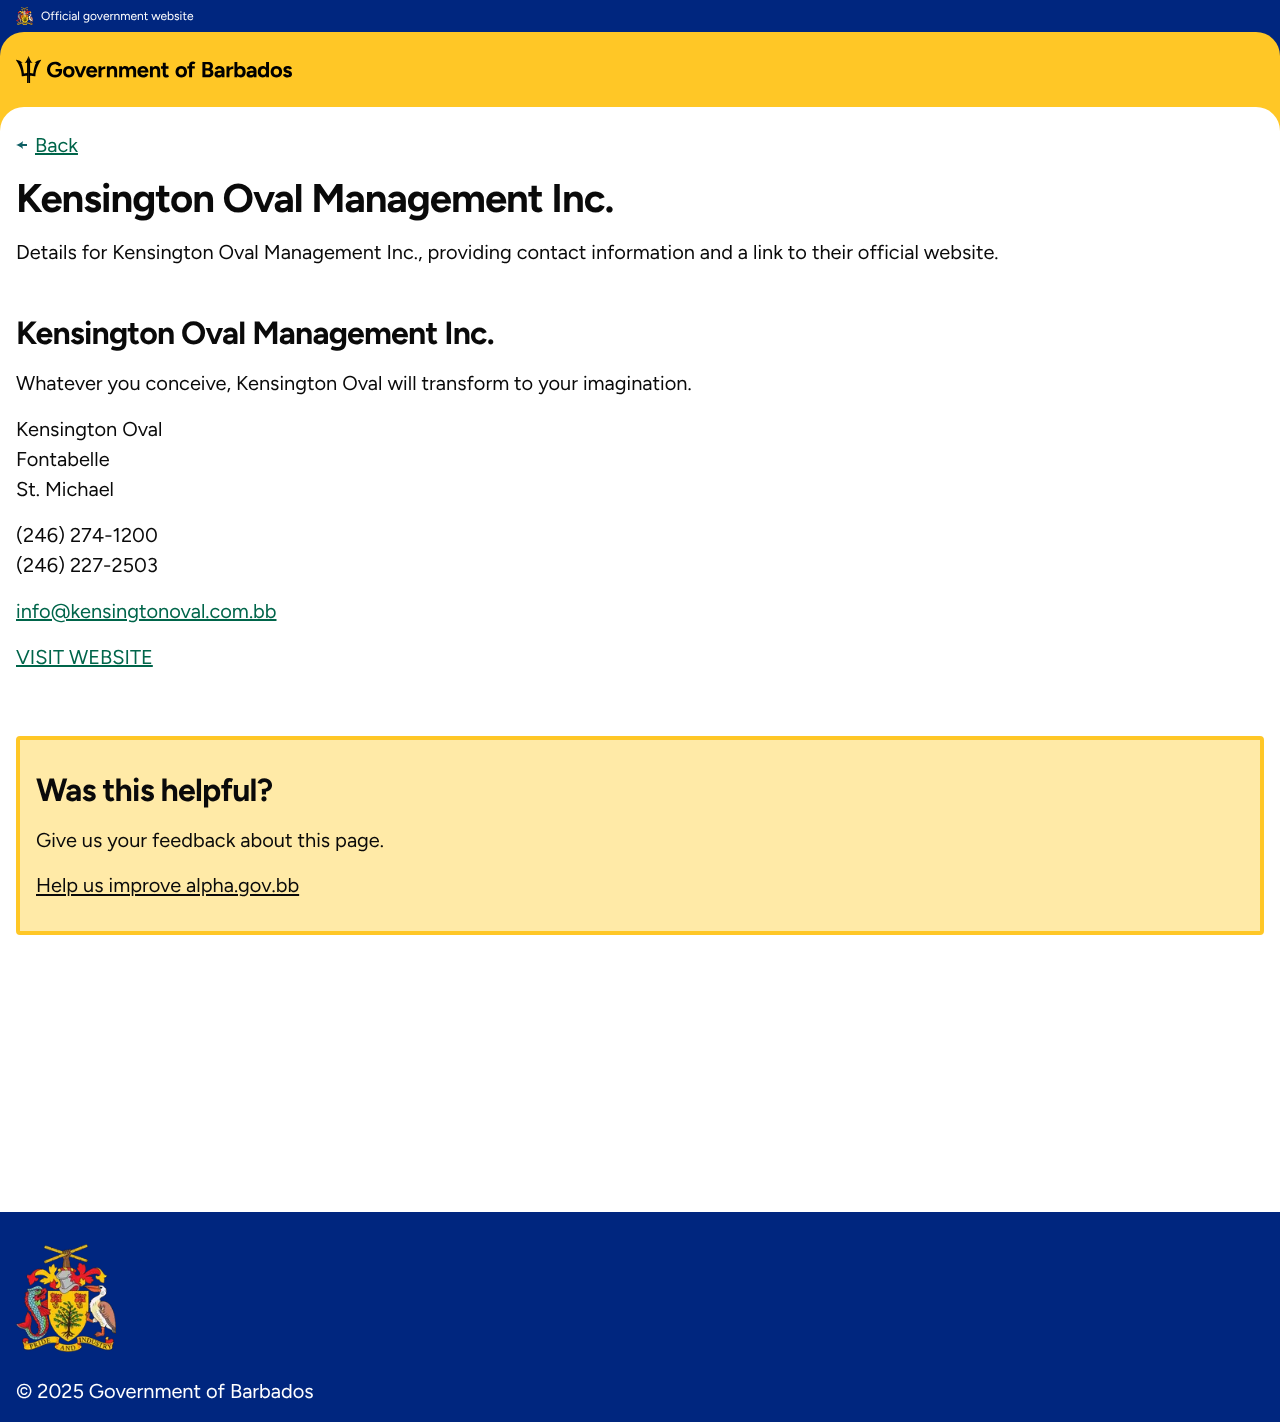 Official government website
Government of Barbados
Back
Kensington Oval Management Inc.
Details for Kensington Oval Management Inc., providing contact information and a link to their official website.
Kensington Oval Management Inc.
Whatever you conceive, Kensington Oval will transform to your imagination.
Kensington Oval
Fontabelle
St. Michael
(246) 274-1200
(246) 227-2503
info@kensingtonoval.com.bb
VISIT WEBSITE
Was this helpful?
Give us your feedback about this page.
Help us improve alpha.gov.bb
PRIDE AND INDUSTRY
© 2025 Government of Barbados